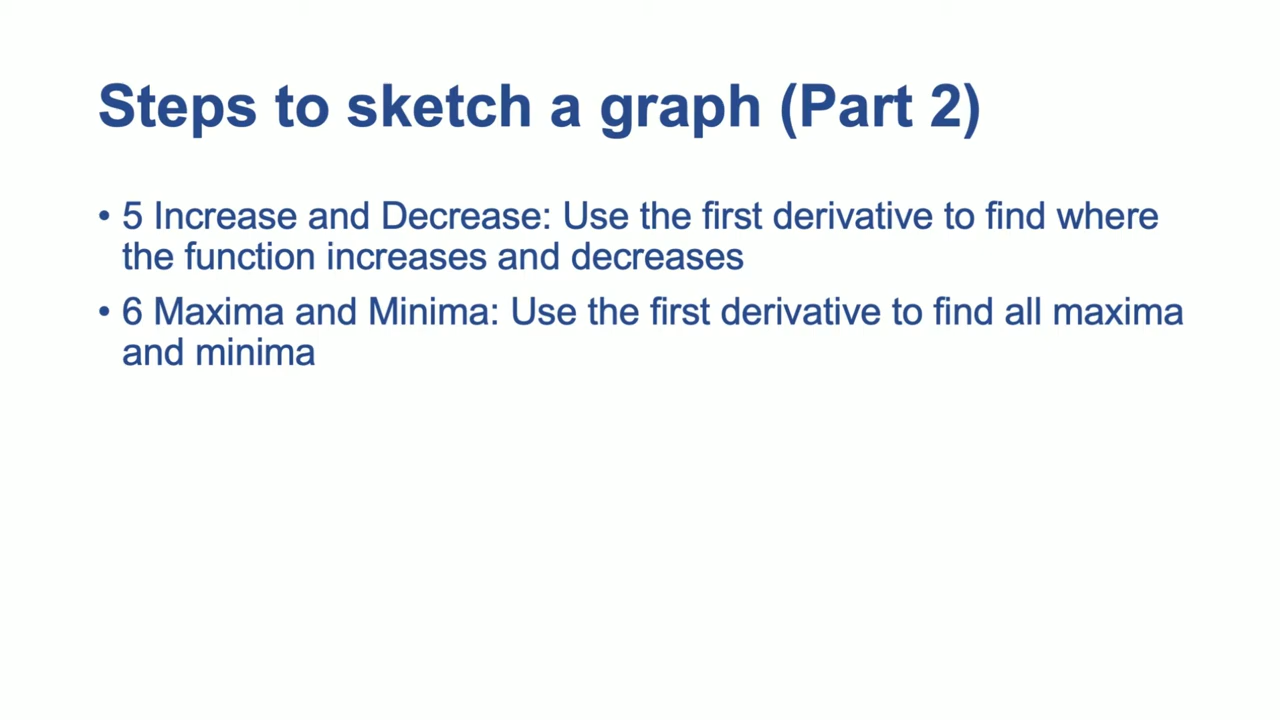 Steps to sketch a graph (Part 2)
• 5 Increase and Decrease: Use the first derivative to find where
the function increases and decreases
• 6 Maxima and Minima: Use the first derivative to find all maxima
and minima